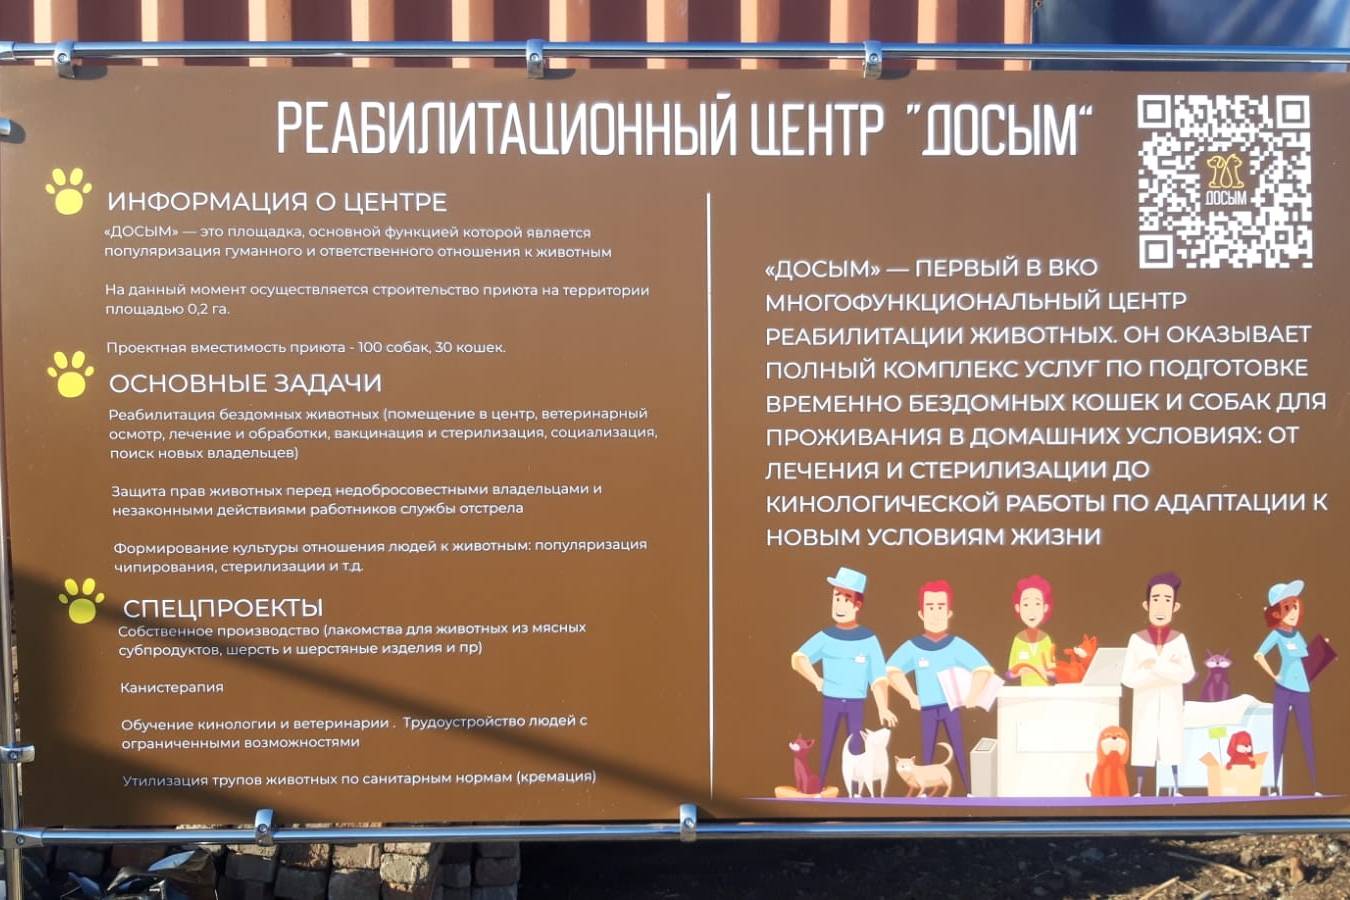 РЕАБИЛИТАЦИОННЫЙ ЦЕНТР "ДОСЫМ"
ИНФОРМАЦИЯ О ЦЕНТРЕ
«ДОСЫМ» — это площадка, основной функцией которой является
популяризация гуманного и ответственного отношения к животным
На данный момент осуществляется строительство приюта на территории
площадью 0,2 га.
Проектная вместимость приюта - 100 собак, 30 кошек.
ОСНОВНЫЕ ЗАДАЧИ
Реабилитация бездомных животных (помещение в центр, ветеринарный
осмотр, лечение и обработки, вакцинация и стерилизация, социализация,
поиск новых владельцев)
Защита прав животных перед недобросовестными владельцами и
незаконными действиями работников службы отстрела
Формирование культуры отношения людей к животным: популяризация
чипирования, стерилизации и т.д.
СПЕЦПРОЕКТЫ
Собственное производство (лакомства для животных из мясных
субпродуктов, шерсть и шерстяные изделия и пр)
Канистерапия
Обучение кинологии и ветеринарии . Трудоустройство людей с
ограниченными возможностями
Утилизация трупов животных по санитарным нормам (кремация)
ДОСЫМ
«ДОСЫМ» — ПЕРВЫЙ В ВКО
МНОГОФУНКЦИОНАЛЬНЫЙ ЦЕНТР
РЕАБИЛИТАЦИИ ЖИВОТНЫХ. ОН ОКАЗЫВАЕТ
ПОЛНЫЙ КОМПЛЕКС УСЛУГ ПО ПОДГОТОВКЕ
ВРЕМЕННО БЕЗДОМНЫХ КОШЕК И СОБАК ДЛЯ
ПРОЖИВАНИЯ В ДОМАШНИХ УСЛОВИЯХ: ОТ
ЛЕЧЕНИЯ И СТЕРИЛИЗАЦИИ ДО
КИНОЛОГИЧЕСКОЙ РАБОТЫ ПО АДАПТАЦИИ К
НОВЫМ УСЛОВИЯМ ЖИЗНИ